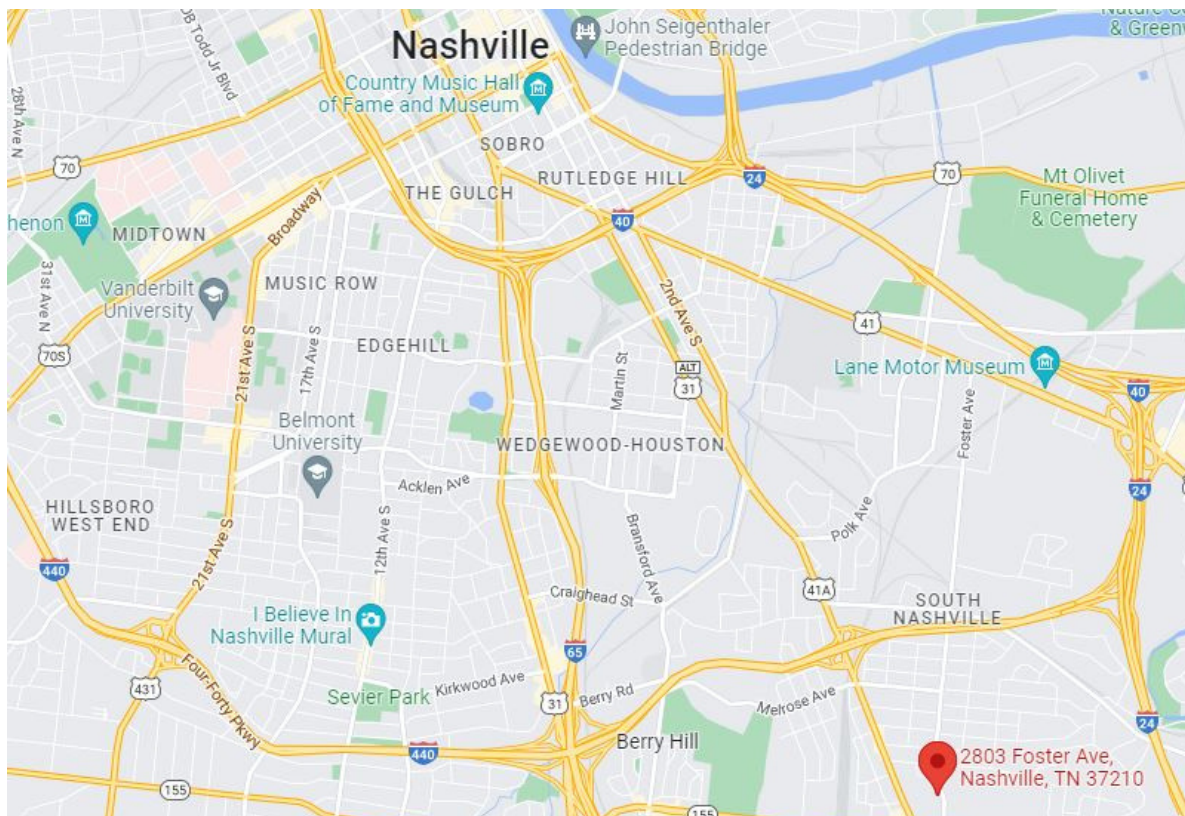 Nashville
John Seigenthaler
Pedestrian Bridge
& Greenw
Country Music Hall
of Fame and Museum
28th Ave N
DB Todd Jr Blvd
SOBRO
70
THE GULCH
RUTLEDGE HILL
24
70
Mt Olivet
Funeral Home
& Cemetery
henon
MIDTOWN
Broadway
40
31st Ave N
Vanderbilt
University
MUSIC ROW
2nd Ave S
41
70S
21st Ave S
17th Ave S
EDGEHILL
Martin St
ALT
31
Lane Motor Museum
40
Belmont
University
WEDGEWOOD-HOUSTON
Foster Ave
HILLSBORO
WEST END
Acklen Ave
24
21st Ave S
12th Ave S
Bransford Ave
Polk Ave
440
Craighead St
41A
SOUTH
NASHVILLE
I Believe In
Nashville Mural
65
431
Four-Forty Pkwy
Sevier Park
Kirkwood Ave
31
Berry Rd
Melrose Ave
24
440
Berry Hill
2803 Foster Ave,
Nashville, TN 37210
155
155